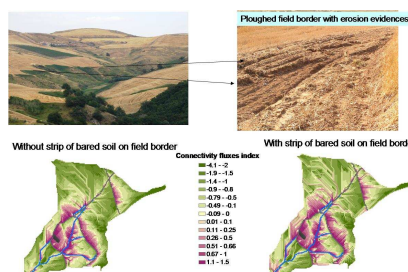 Ploughed field border with erosion evidences
Without strip of bared soil on field border
With strip of bared soil on field borde
Connectivity fluxes index
-4.1 - -2
-1.9 - -1.5
-1.4 - -1
-0.9 - -0.8
-0.79 - -0.5
-0.49 - -0.1
-0.09 - 0
0.01 - 0.1
0.11 - 0.25
0.26 - 0.5
0.51 - 0.66
0.67 - 1
1.1 - 1.5